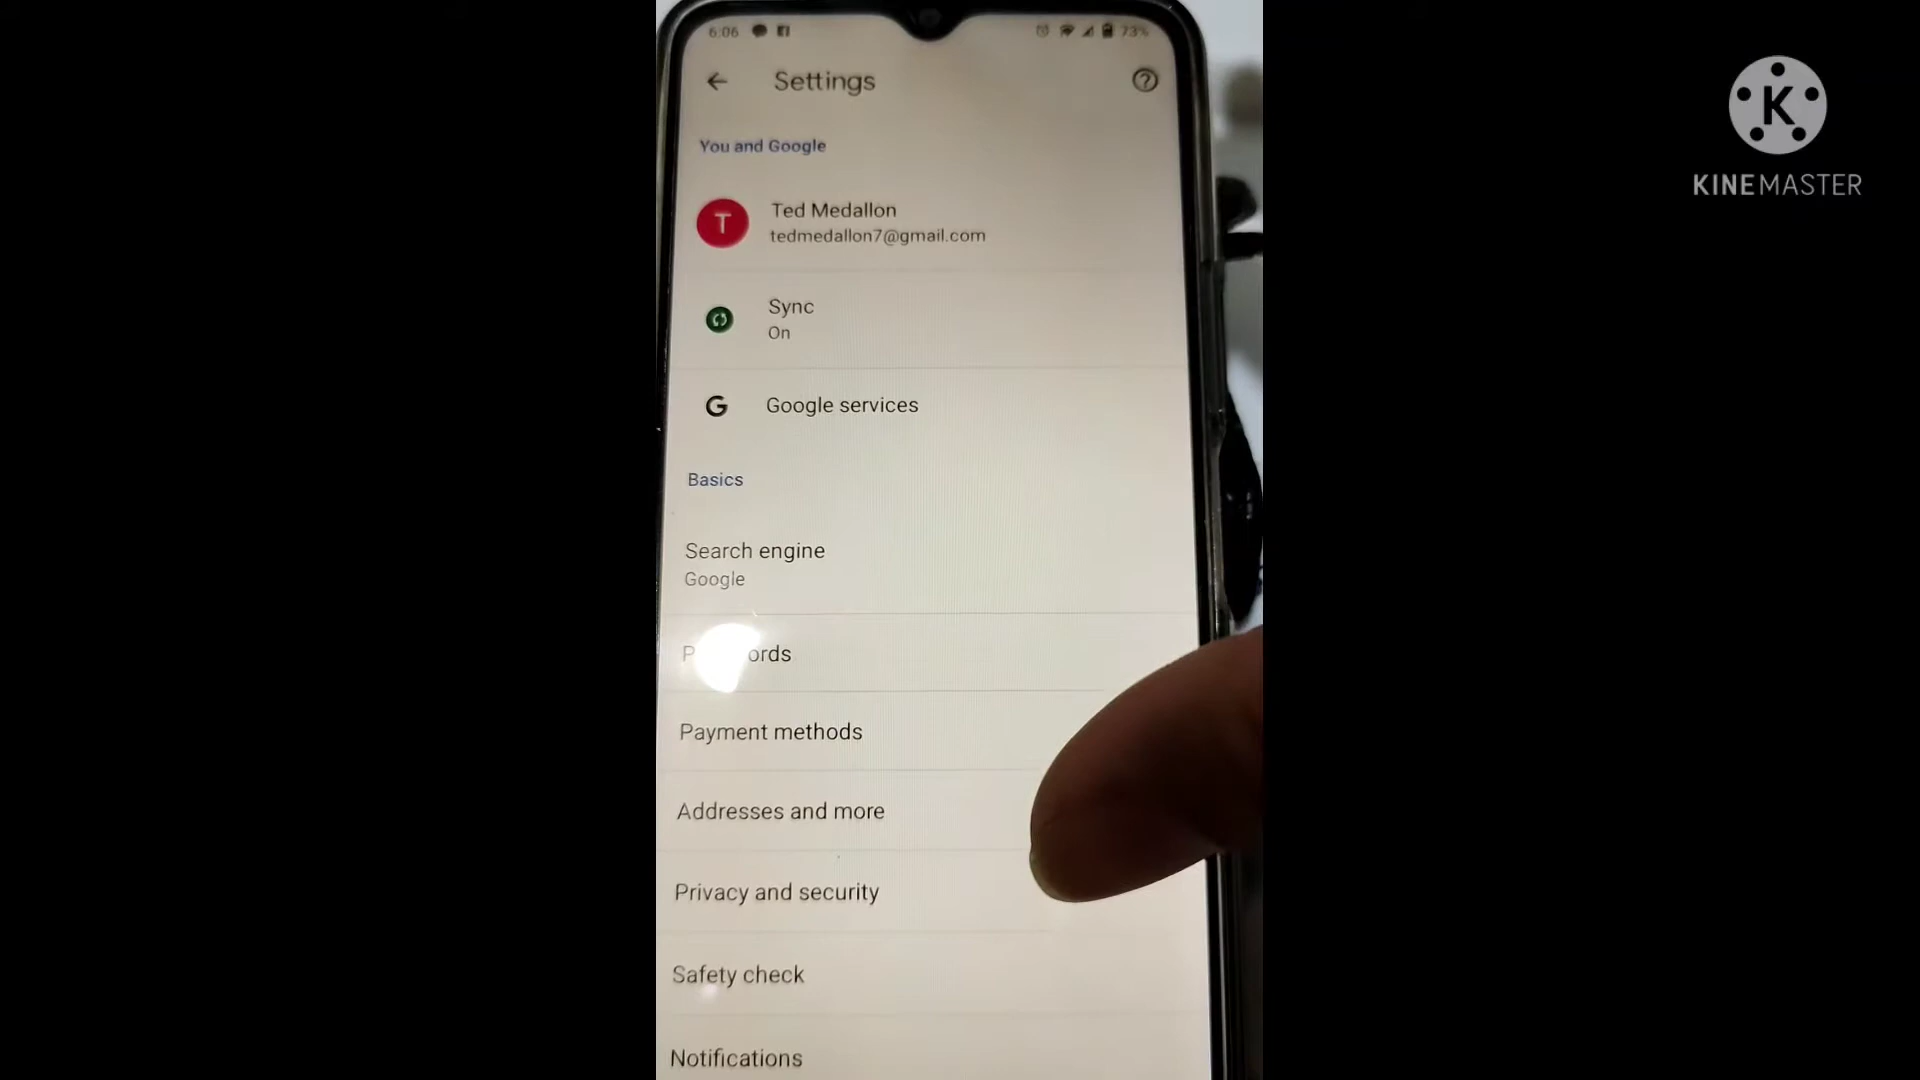 6:06
73%
Settings
You and Google
T
Ted Medallon
tedmedallon7@gmail.com
Sync
On
G
Google services
Basics
Search engine
Google
Payment methods
Addresses and more
Privacy and security
Safety check
Notifications
K
KINEMASTER